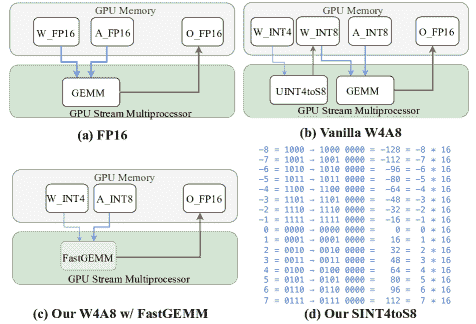 GPU Memory
W_FP16
A_FP16
O_FP16
GEMM
GPU Stream Multiprocessor
(a) FP16
GPU Memory
W_INT4
W_INT8
A_INT8
O_FP16
UINT4toS8
GEMM
GPU Stream Multiprocessor
(b) Vanilla W4A8
GPU Memory
W_INT4
A_INT8
O_FP16
FastGEMM
GPU Stream Multiprocessor
(c) Our W4A8 w/ FastGEMM
-8 = 1000 → 1000 0000 = -128 = -8 * 16
-7 = 1001 → 1001 0000 = -112 = -7 * 16
-6 = 1010 → 1010 0000 = -96 = -6 * 16
-5 = 1011 → 1011 0000 = -80 = -5 * 16
-4 = 1100 → 1100 0000 = -64 = -4 * 16
-3 = 1101 → 1101 0000 = -48 = -3 * 16
-2 = 1110 → 1110 0000 = -32 = -2 * 16
-1 = 1111 → 1111 0000 = -16 = -1 * 16
0 = 0000 → 0000 0000 = 0 = 0 * 16
1 = 0001 → 0001 0000 = 16 = 1 * 16
2 = 0010 → 0010 0000 = 32 = 2 * 16
3 = 0011 → 0011 0000 = 48 = 3 * 16
4 = 0100 → 0100 0000 = 64 = 4 * 16
5 = 0101 → 0101 0000 = 80 = 5 * 16
6 = 0110 → 0110 0000 = 96 = 6 * 16
7 = 0111 → 0111 0000 = 112 = 7 * 16
(d) Our SINT4toS8